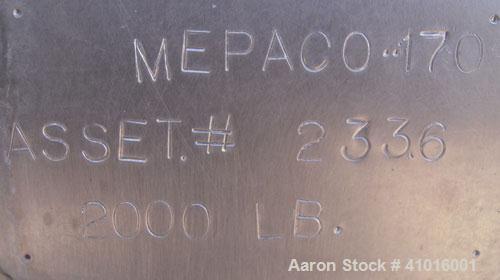 MEPACO-170
ASSET.# 2336
2000 LB.
Aaron Stock # 41016001